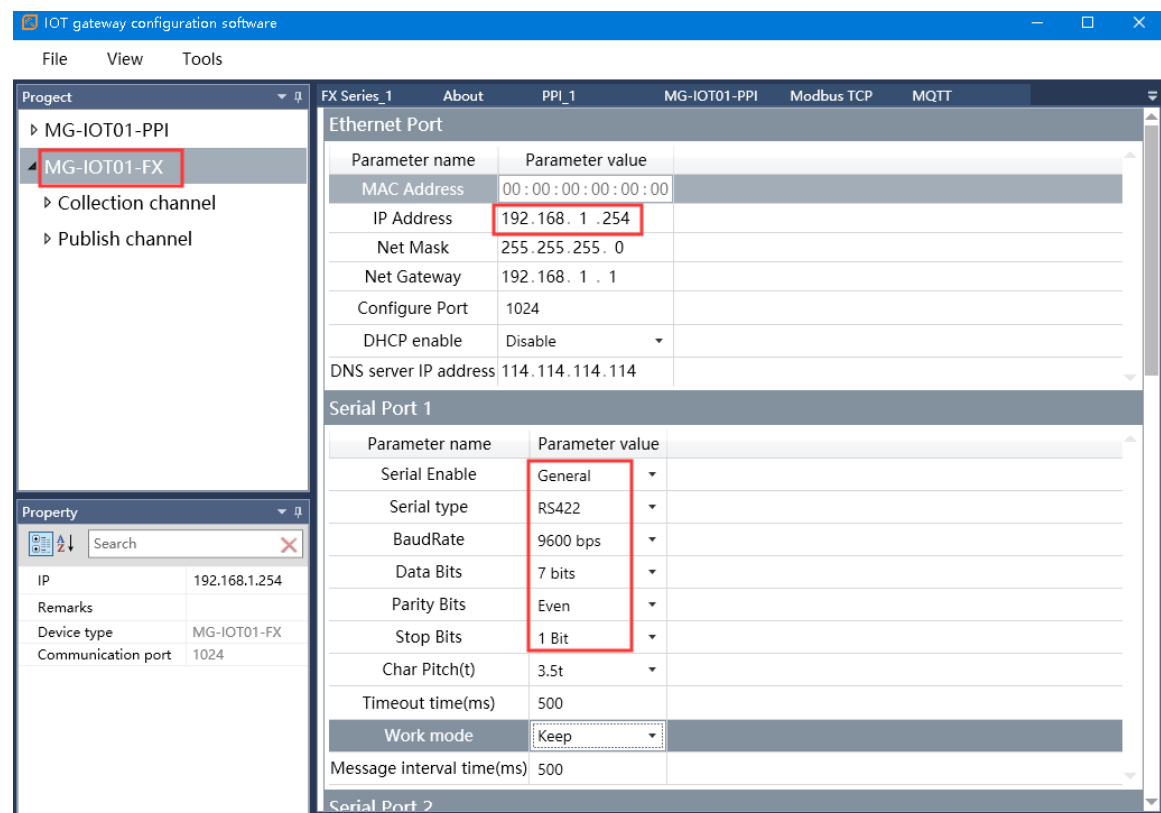 IOT gateway configuration software
File View Tools
Progect
MG-IOT01-PPI
MG-IOT01-FX
Collection channel
Publish channel
Property
Search
IP 192.168.1.254
Remarks
Device type MG-IOT01-FX
Communication port 1024
FX Series_1 About PPI_1 MG-IOT01-PPI Modbus TCP MQTT
Ethernet Port
Parameter name Parameter value
MAC Address 00:00:00:00:00:00
IP Address 192.168. 1 .254
Net Mask 255.255.255. 0
Net Gateway 192.168. 1 . 1
Configure Port 1024
DHCP enable Disable
DNS server IP address 114.114.114.114
Serial Port 1
Parameter name Parameter value
Serial Enable General
Serial type RS422
BaudRate 9600 bps
Data Bits 7 bits
Parity Bits Even
Stop Bits 1 Bit
Char Pitch(t) 3.5t
Timeout time(ms) 500
Work mode Keep
Message interval time(ms) 500
Serial Port 2